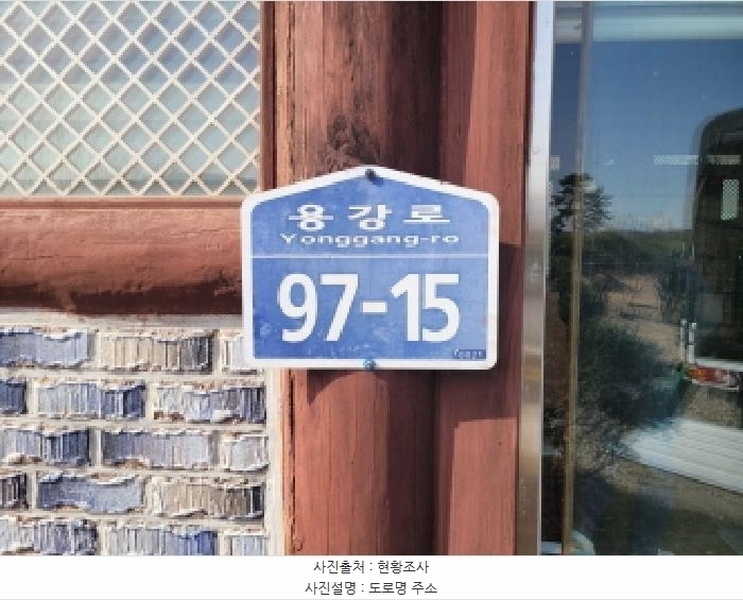 용강로
Yonggang-ro
97-15
사진출처 : 현황조사
사진설명 : 도로명 주소